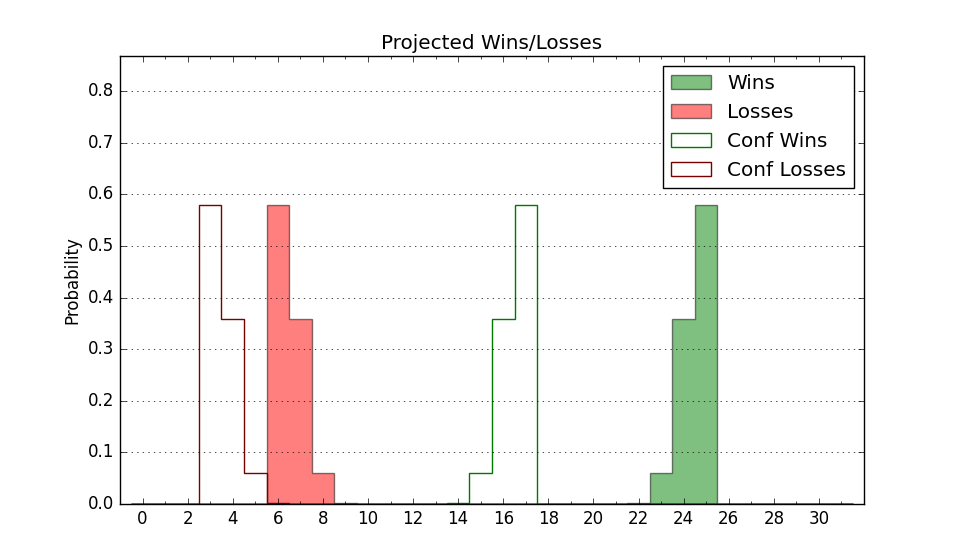 Projected Wins/Losses
Wins
Losses
Conf Wins
Conf Losses
Probability
0.8
0.7
0.6
0.5
0.4
0.3
0.2
0.1
0.0
0 2 4 6 8 10 12 14 16 18 20 22 24 26 28 30